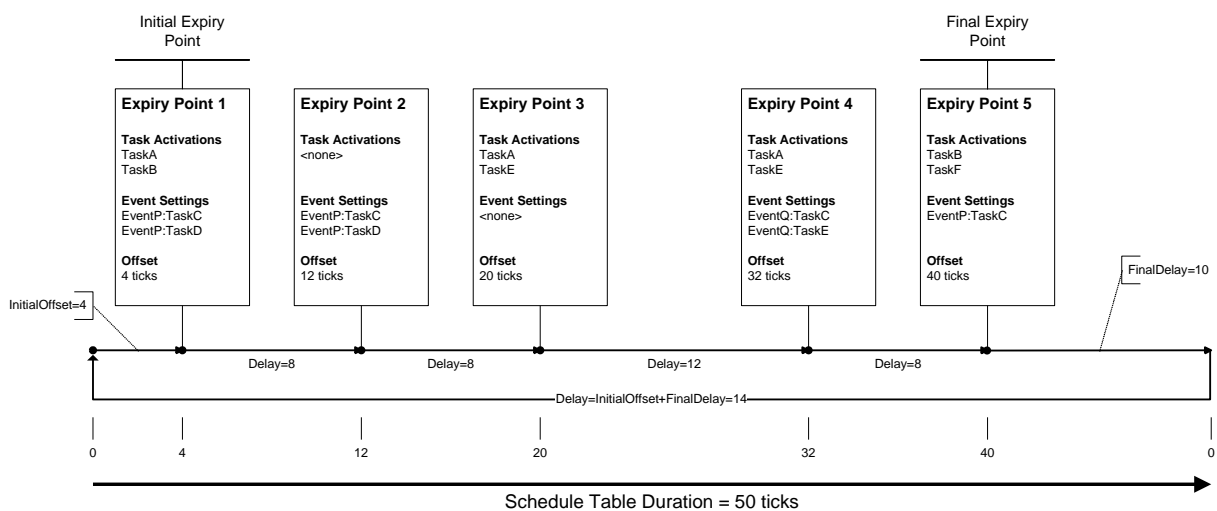 Initial Expiry
Point
Final Expiry
Point
Expiry Point 1
Task Activations
TaskA
TaskB
Event Settings
EventP:TaskC
EventP:TaskD
Offset
4 ticks
Expiry Point 2
Task Activations
<none>
Event Settings
EventP:TaskC
EventP:TaskD
Offset
12 ticks
Expiry Point 3
Task Activations
TaskA
TaskE
Event Settings
<none>
Offset
20 ticks
Expiry Point 4
Task Activations
TaskA
TaskE
Event Settings
EventQ:TaskC
EventQ:TaskE
Offset
32 ticks
Expiry Point 5
Task Activations
TaskB
TaskF
Event Settings
EventP:TaskC
Offset
40 ticks
InitialOffset=4
FinalDelay=10
Delay=8
Delay=8
Delay=12
Delay=8
Delay=InitialOffset+FinalDelay=14
0
4
12
20
32
40
0
Schedule Table Duration = 50 ticks